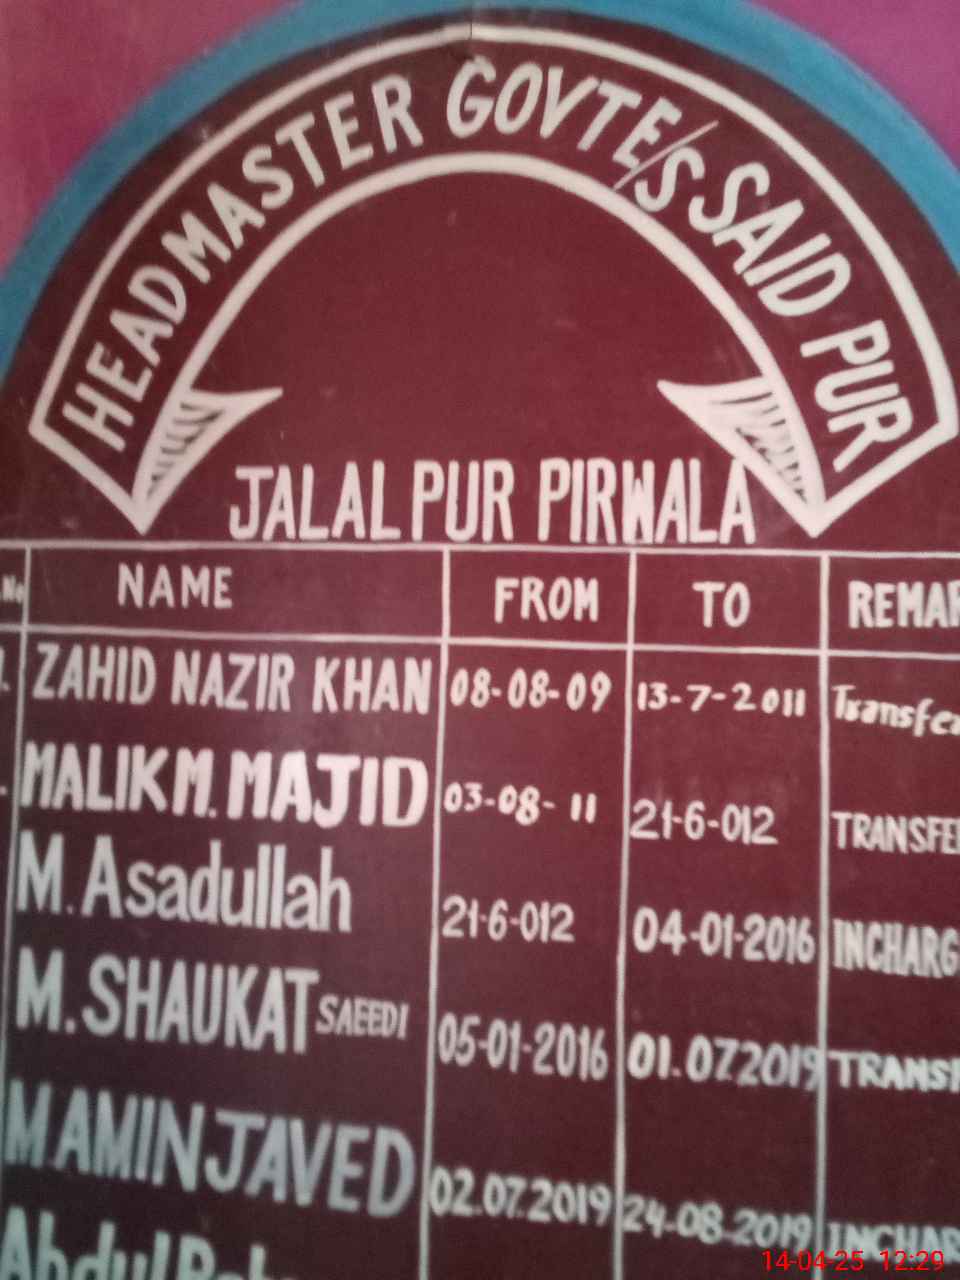 HEADMASTER GOVT E/S SAID PUR
JALALPUR PIRWALA
NAME FROM TO
ZAHID NAZIR KHAN 08-08-09 13-7-2011
MALIK M. MAJID 03-08-11 21-6-012
M. Asadullah 21-6-012 04-01-2016
M. SHAUKAT SAEEDI 05-01-2016 01.07.2019
M AMIN JAVED 02.07.2019 24-08-2019
Abdul
14-04-25 12:29